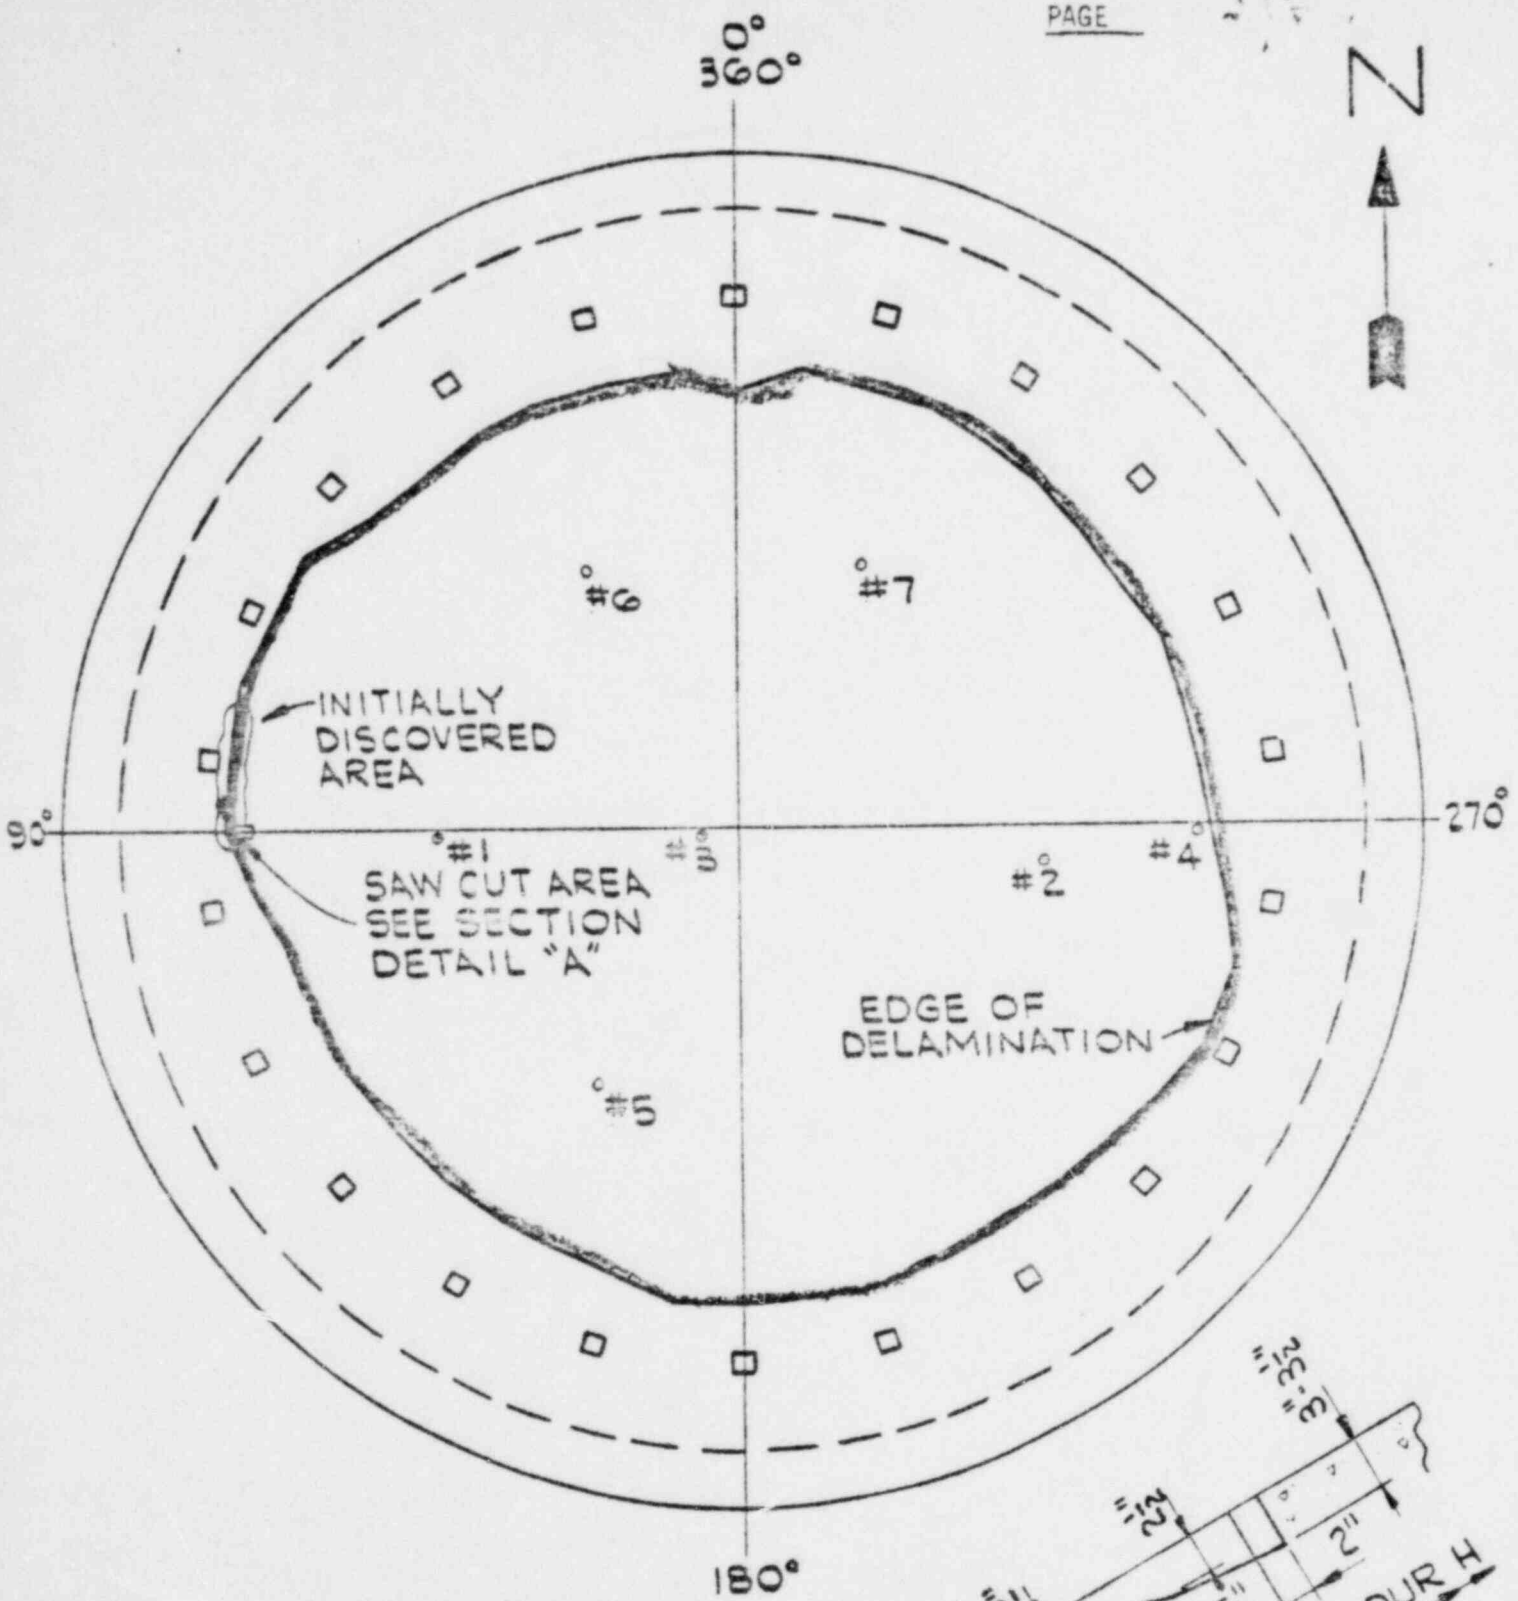 PAGE
0°
360°
N
#6
#7
INITIALLY
DISCOVERED
AREA
90°
270°
#1
#2
#4
SAW CUT AREA
SEE SECTION
DETAIL "A"
EDGE OF
DELAMINATION
#5
180°
2"